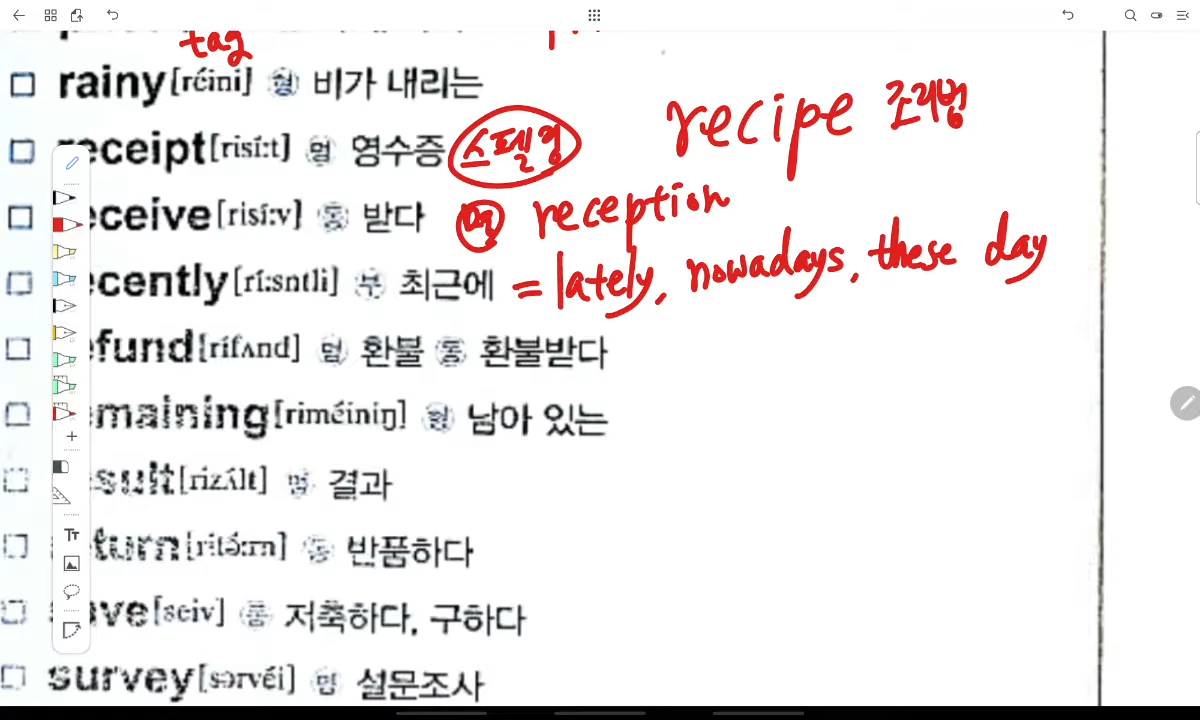 tag
rainy[réini] 형 비가 내리는
recipe 조리법
receipt[risí:t] 명 영수증 스펠링
eceive[risí:v] 동 받다 명 reception
ecently[rí:sntli] 부 최근에 = lately, nowadays, these day
efund[rífʌnd] 명 환불 동 환불받다
emaining[riméiniŋ] 형 남아 있는
sult[rizʌ́lt] 명 결과
turn[ritə́:rn] 동 반품하다
ave[seiv] 동 저축하다, 구하다
survey[sərvéi] 명 설문조사